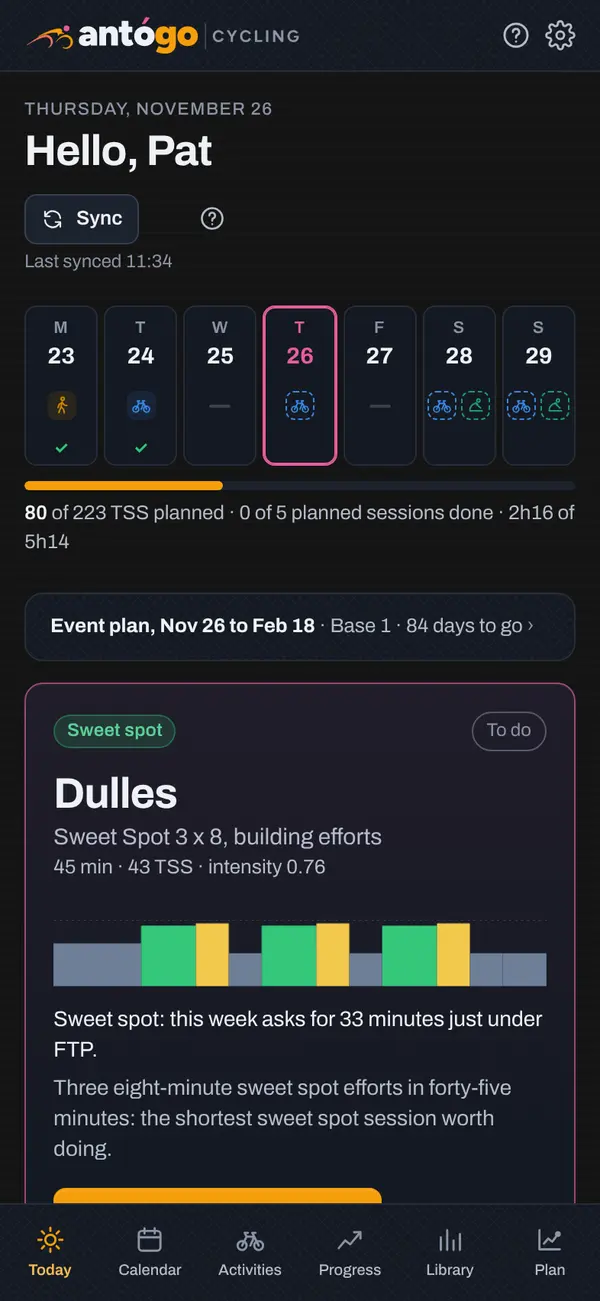 antógo CYCLING
THURSDAY, NOVEMBER 26
Hello, Pat
Sync
Last synced 11:34
M T W T F S S
23 24 25 26 27 28 29
80 of 223 TSS planned · 0 of 5 planned sessions done · 2h16 of
5h14
Event plan, Nov 26 to Feb 18 · Base 1 · 84 days to go ›
Sweet spot
To do
Dulles
Sweet Spot 3 x 8, building efforts
45 min · 43 TSS · intensity 0.76
Sweet spot: this week asks for 33 minutes just under
FTP.
Three eight-minute sweet spot efforts in forty-five
minutes: the shortest sweet spot session worth
doing.
Today Calendar Activities Progress Library Plan